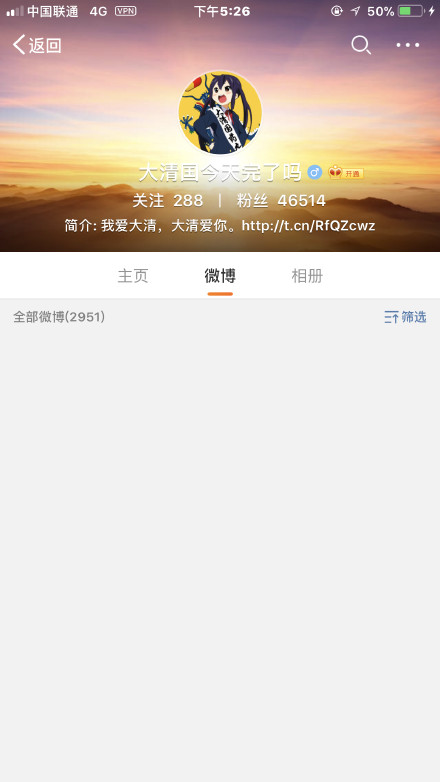 中国联通 4G VPN 下午5:26 50%
返回
大清国今天完了吗 开通
关注 288 | 粉丝 46514
简介: 我爱大清，大清爱你。http://t.cn/RfQZcwz
主页 微博 相册
全部微博(2951) 筛选